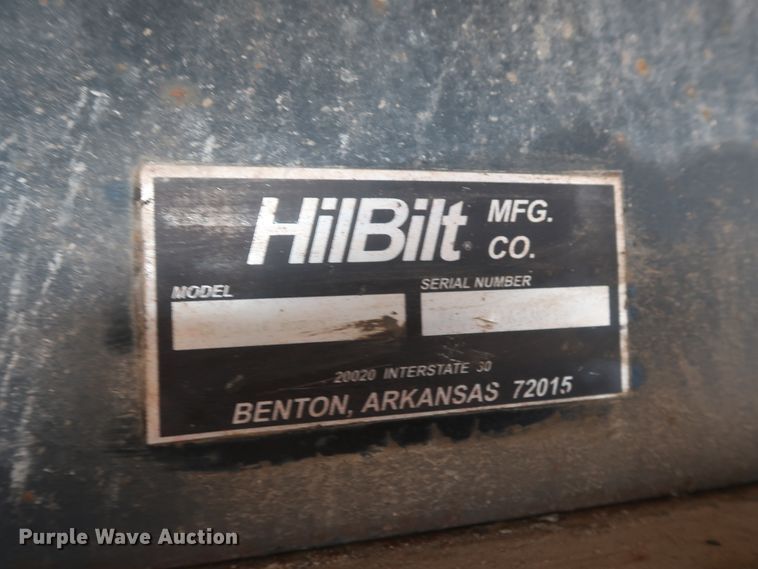 HilBilt® MFG. CO.
MODEL
SERIAL NUMBER
20020 INTERSTATE 30
BENTON, ARKANSAS 72015
Purple Wave Auction